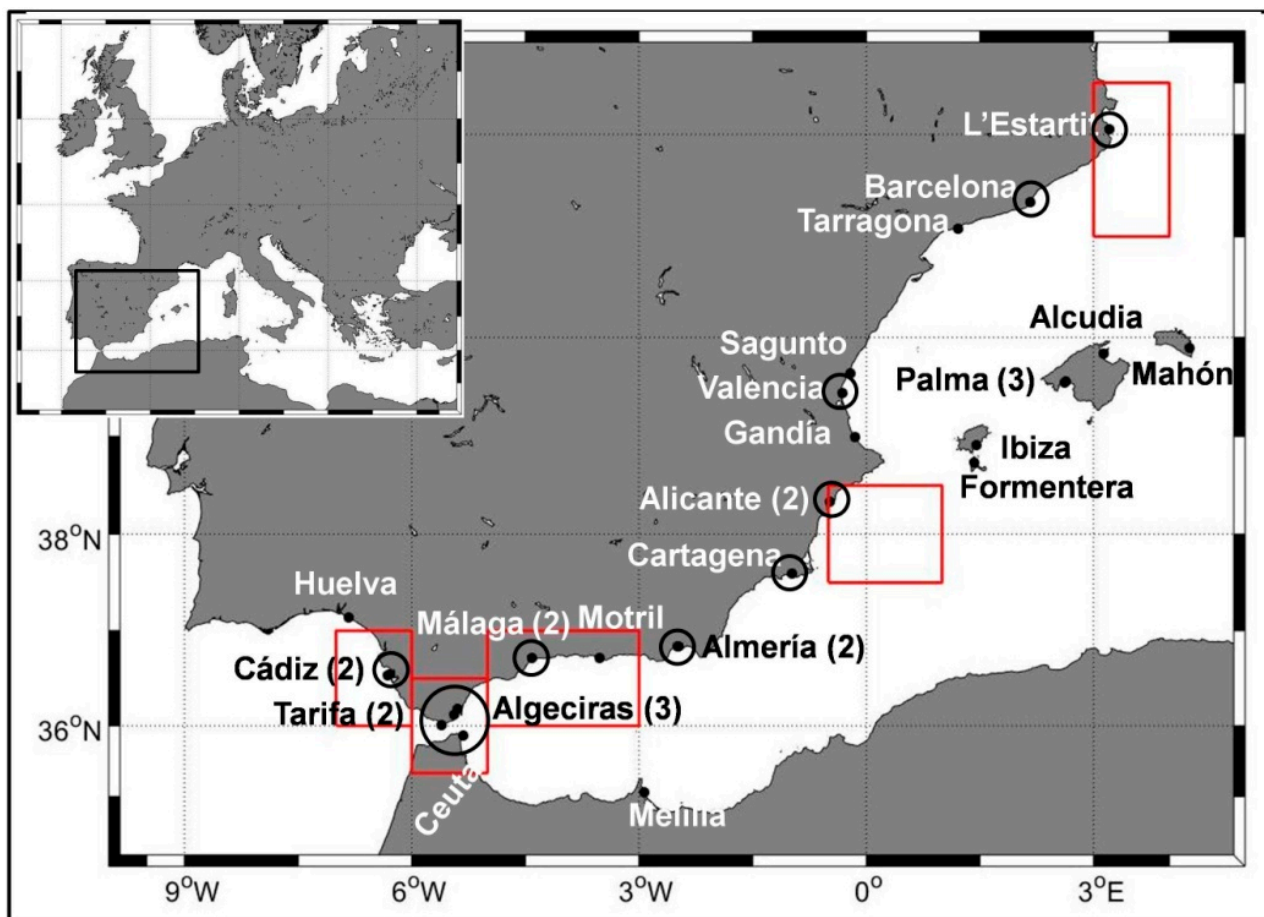 L'Estartit
Barcelona
Tarragona
Alcudia
Sagunto
Mahón
Palma (3)
Valencia
Gandía
Ibiza
Formentera
Alicante (2)
38°N
Cartagena
Huelva
Motril
Málaga (2)
Almería (2)
Cádiz (2)
Algeciras (3)
Tarifa (2)
36°N
Ceuta
Melilla
9°W 6°W 3°W 0° 3°E